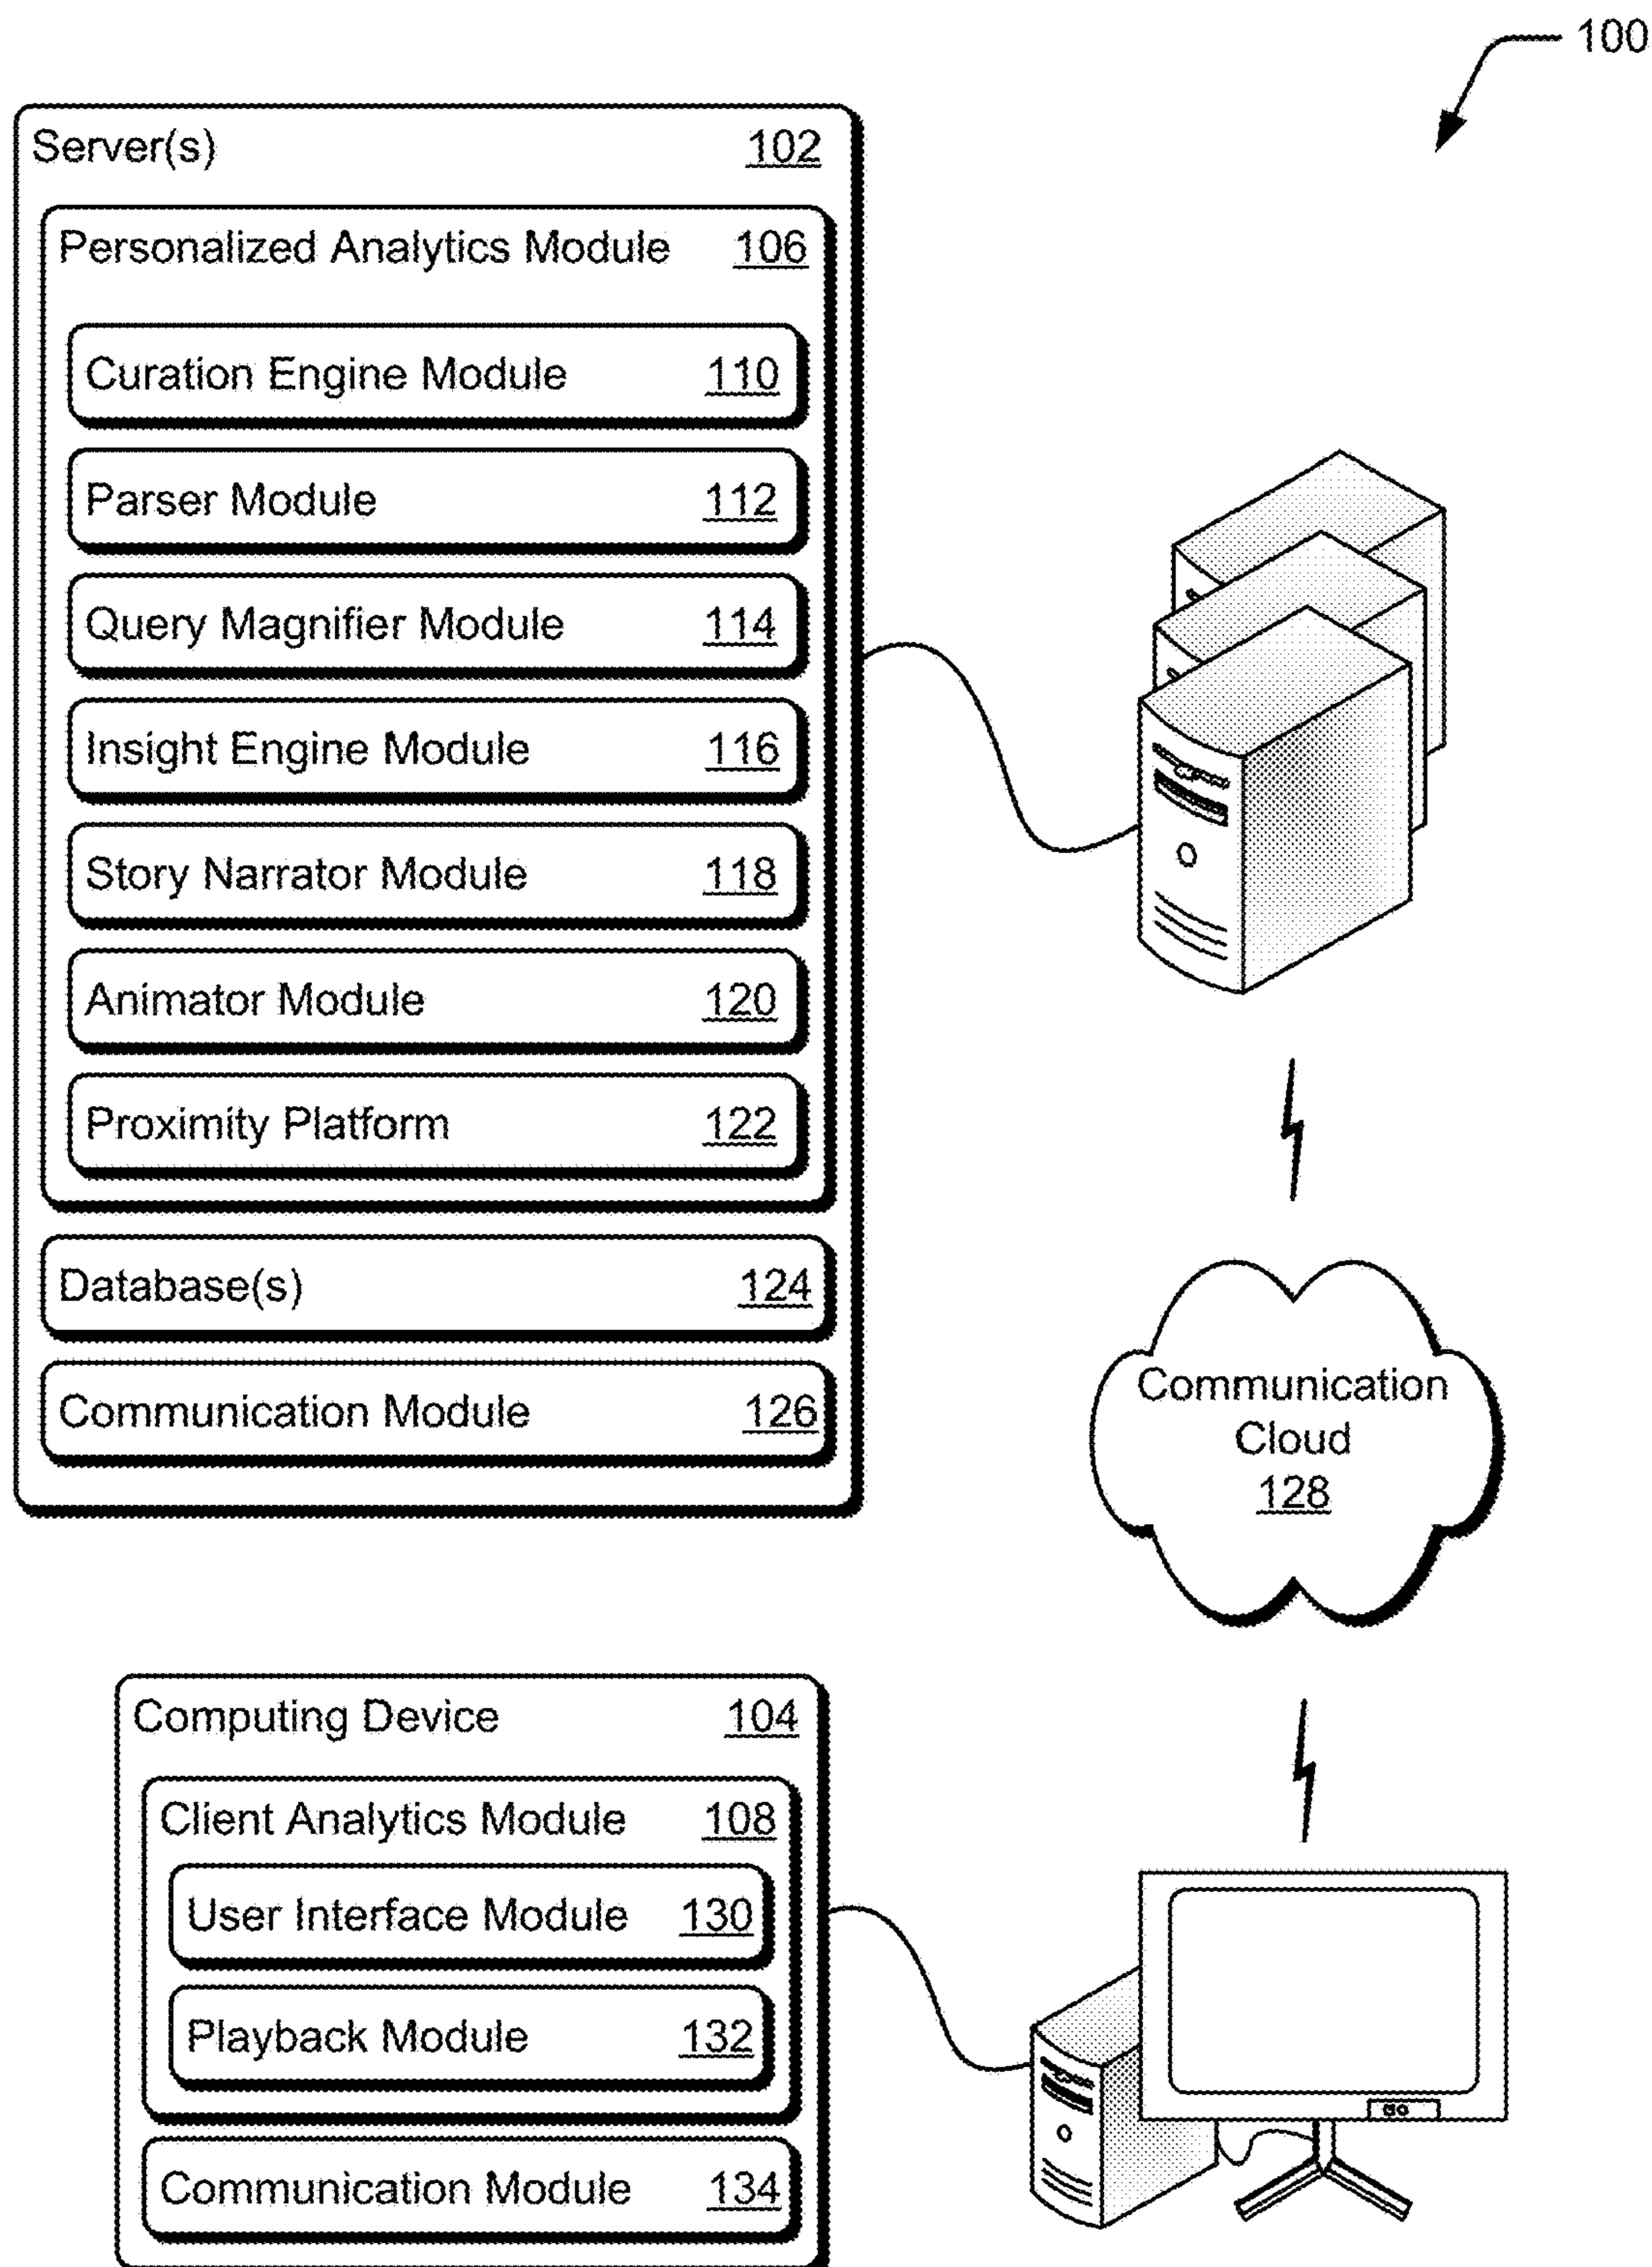 100
Server(s) 102
Personalized Analytics Module 106
Curation Engine Module 110
Parser Module 112
Query Magnifier Module 114
Insight Engine Module 116
Story Narrator Module 118
Animator Module 120
Proximity Platform 122
Database(s) 124
Communication Module 126
Communication
Cloud
128
Computing Device 104
Client Analytics Module 108
User Interface Module 130
Playback Module 132
Communication Module 134